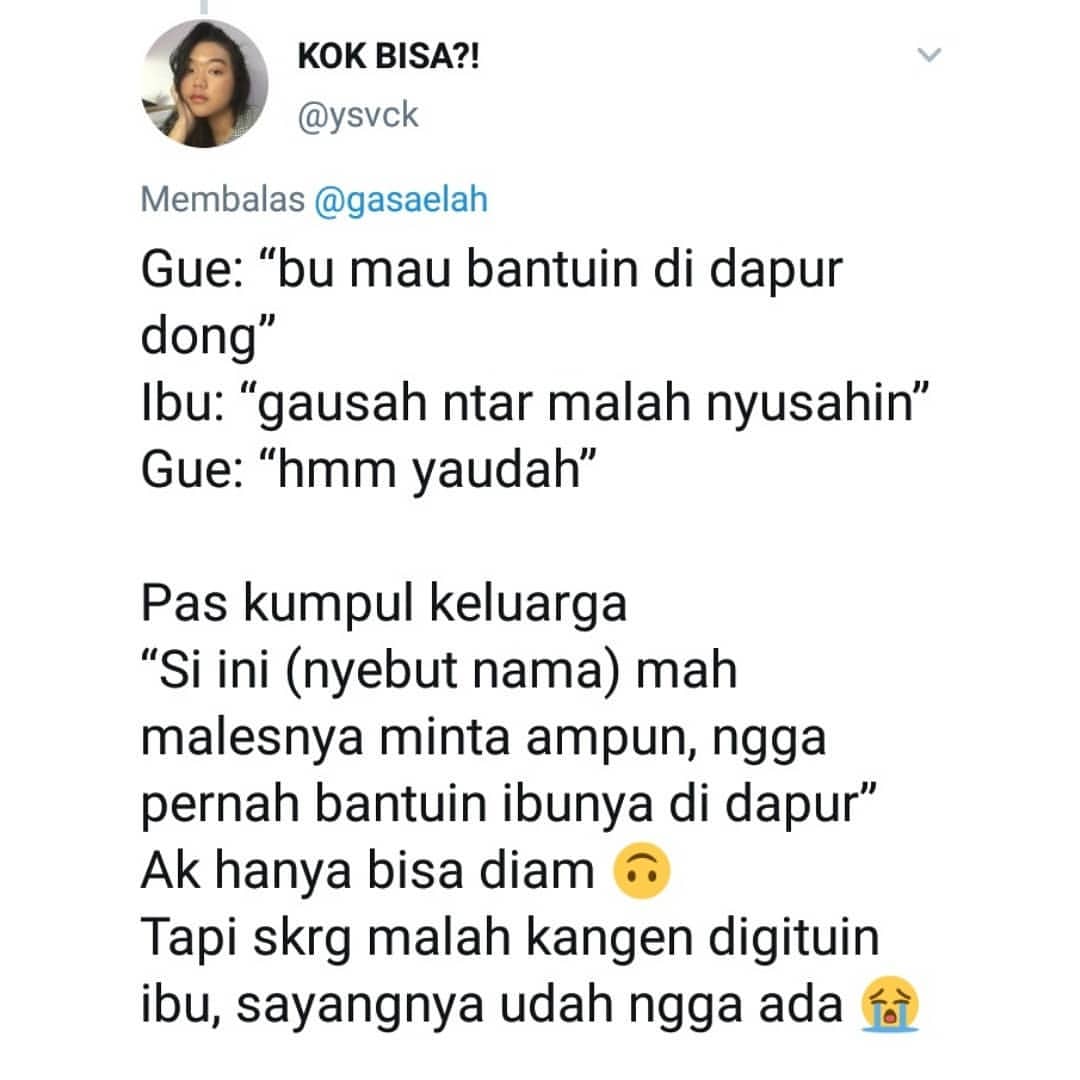 KOK BISA?!
@ysvck
Membalas @gasaelah
Gue: “bu mau bantuin di dapur
dong”
Ibu: “gausah ntar malah nyusahin”
Gue: “hmm yaudah”
Pas kumpul keluarga
“Si ini (nyebut nama) mah
malesnya minta ampun, ngga
pernah bantuin ibunya di dapur”
Ak hanya bisa diam 🙃
Tapi skrg malah kangen digituin
ibu, sayangnya udah ngga ada 😭